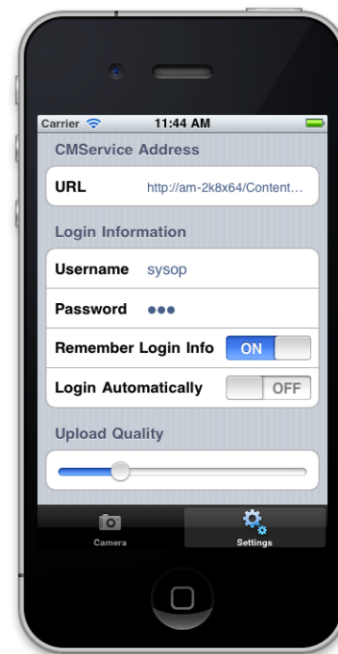 Carrier 11:44 AM
CMService Address
URL http://am-2k8x64/Content...
Login Information
Username sysop
Password •••
Remember Login Info ON
Login Automatically OFF
Upload Quality
Camera Settings